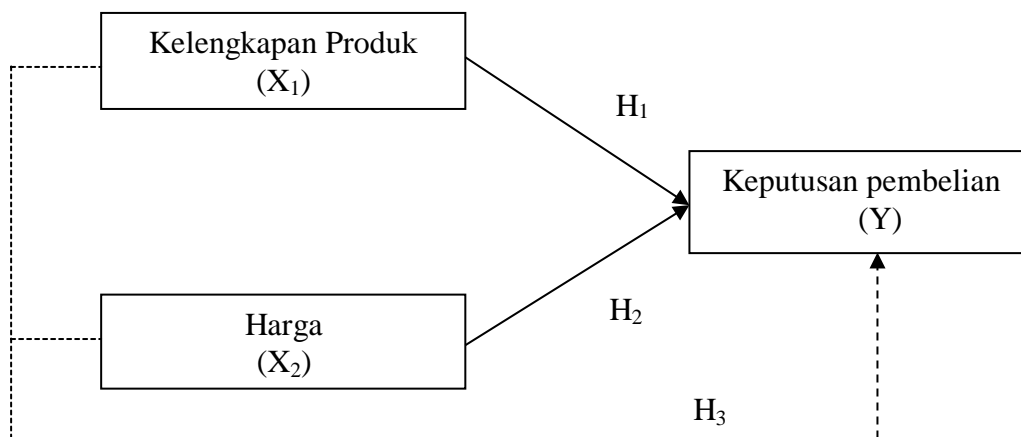 Kelengkapan Produk
(X₁)
H₁
Keputusan pembelian
(Y)
Harga
(X₂)
H₂
H₃